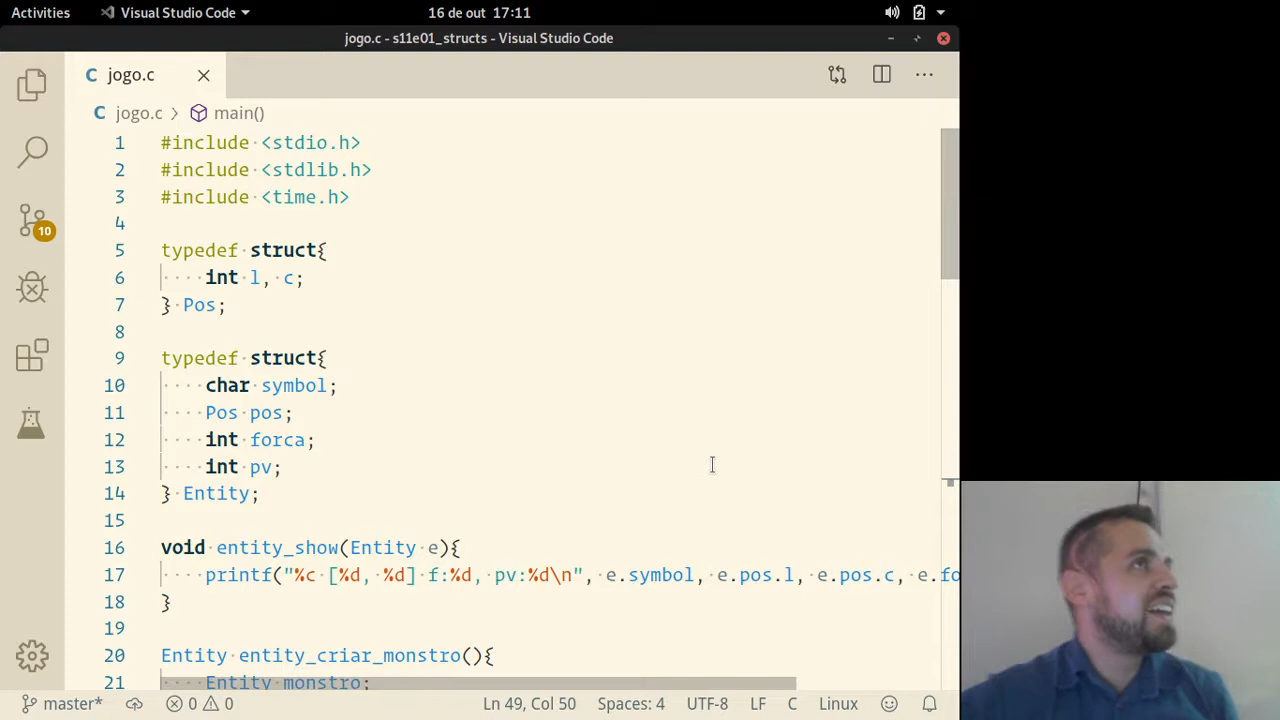 Activities
Visual Studio Code
16 de out 17:11
jogo.c - s11e01_structs - Visual Studio Code
jogo.c
jogo.c
main()
1 #include <stdio.h>
2 #include <stdlib.h>
3 #include <time.h>
4
5 typedef struct{
6 int l, c;
7 } Pos;
8
9 typedef struct{
10 char symbol;
11 Pos pos;
12 int forca;
13 int pv;
14 } Entity;
15
16 void entity_show(Entity e){
17 printf("%c [%d, %d] f:%d, pv:%d\n", e.symbol, e.pos.l, e.pos.c, e.fo
18 }
19
20 Entity entity_criar_monstro(){
21 Entity monstro;
10
master*
0
0
Ln 49, Col 50
Spaces: 4
UTF-8
LF
C
Linux